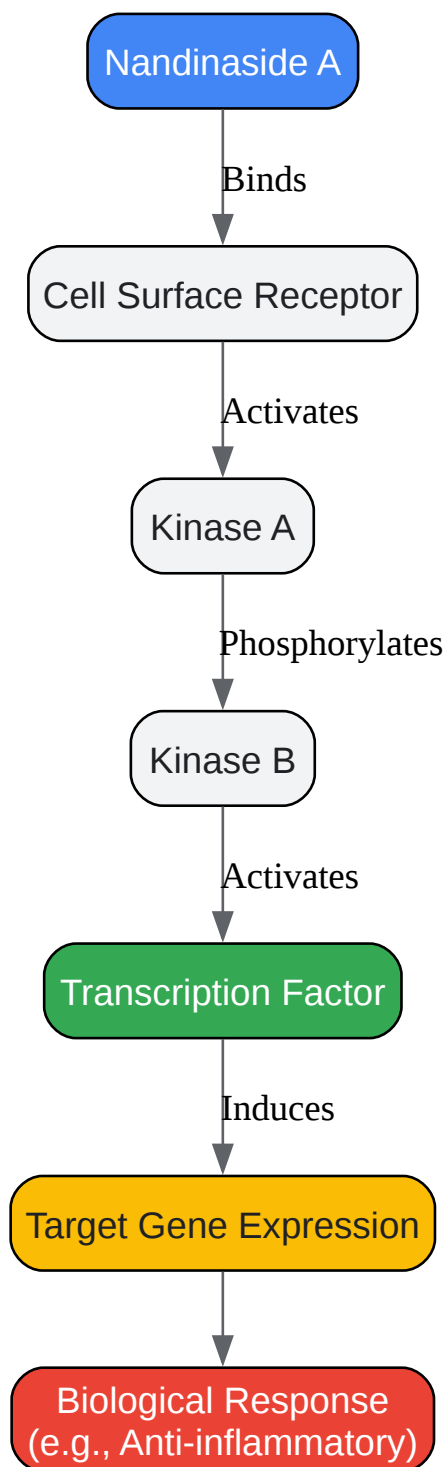 Nandinaside A
Binds
Cell Surface Receptor
Activates
Kinase A
Phosphorylates
Kinase B
Activates
Transcription Factor
Induces
Target Gene Expression
Biological Response
(e.g., Anti-inflammatory)